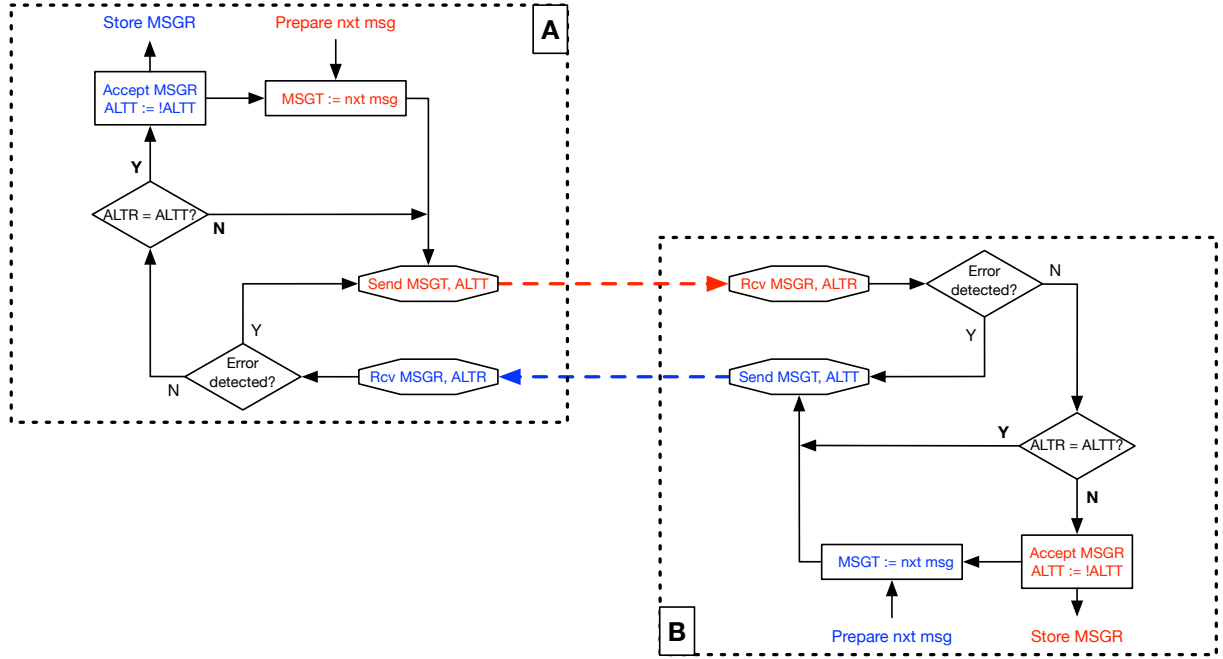 A
Store MSGR
Prepare nxt msg
Accept MSGR
ALTT := !ALTT
MSGT := nxt msg
Y
ALTR = ALTT?
N
Send MSGT, ALTT
Y
Error
detected?
N
Rcv MSGR, ALTR
Rcv MSGR, ALTR
Error
detected?
N
Y
Send MSGT, ALTT
Y
ALTR = ALTT?
N
MSGT := nxt msg
Accept MSGR
ALTT := !ALTT
B
Prepare nxt msg
Store MSGR